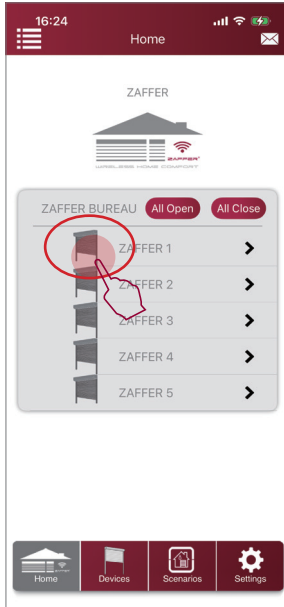 16:24
Home
ZAFFER
ZAFFER®
WIRELESS HOME COMFORT
ZAFFER BUREAU All Open All Close
ZAFFER 1
ZAFFER 2
ZAFFER 3
ZAFFER 4
ZAFFER 5
Home Devices Scenarios Settings